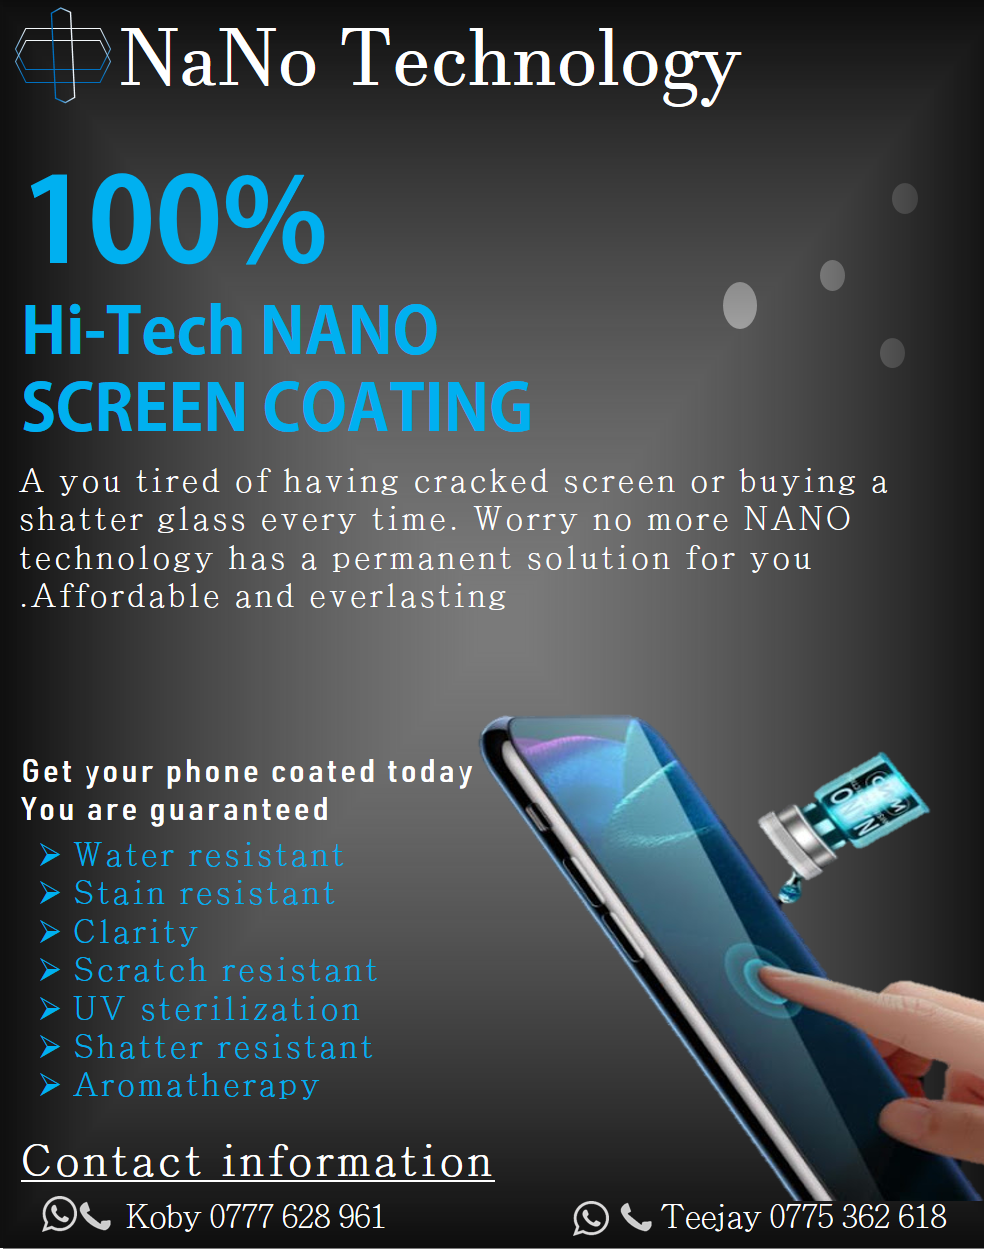 NaNo Technology
100%
Hi-Tech NANO
SCREEN COATING
A you tired of having cracked screen or buying a
shatter glass every time. Worry no more NANO
technology has a permanent solution for you
.Affordable and everlasting
Get your phone coated today
You are guaranteed
Water resistant
Stain resistant
Clarity
Scratch resistant
UV sterilization
Shatter resistant
Aromatherapy
Contact information
Koby 0777 628 961
Teejay 0775 362 618